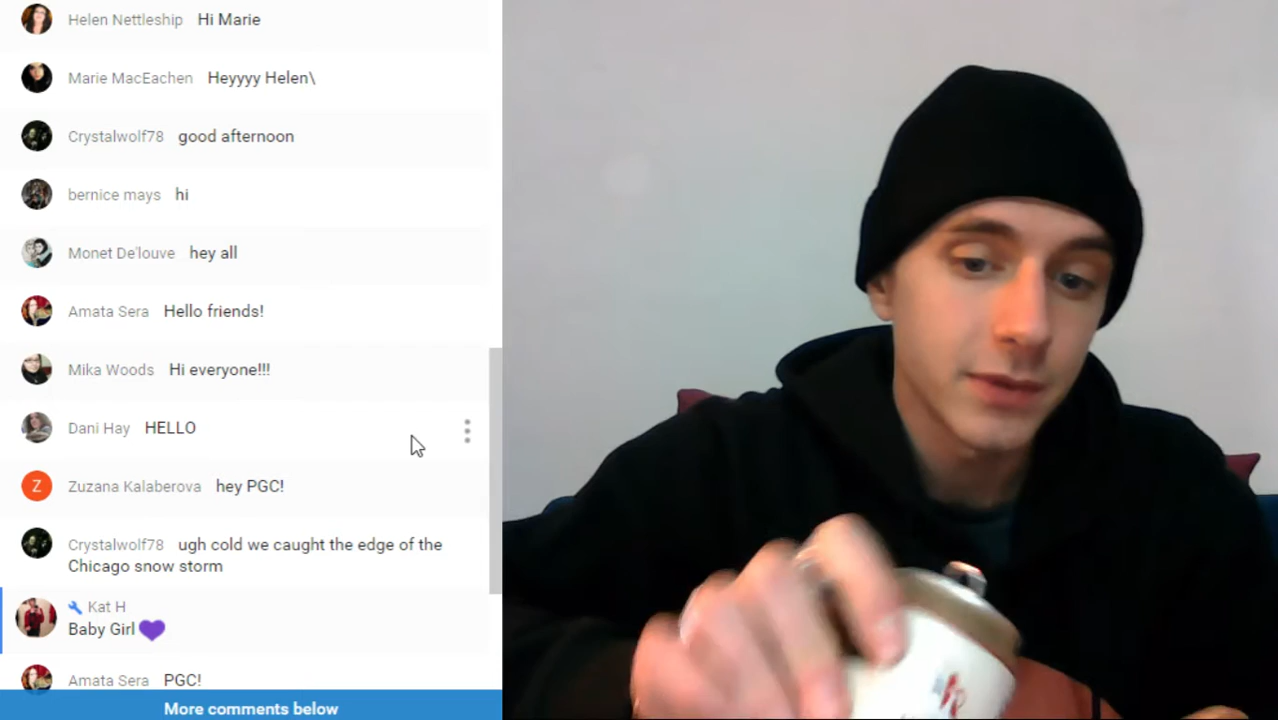 Helen Nettleship Hi Marie
Marie MacEachen Heyyyy Helen\
Crystalwolf78 good afternoon
bernice mays hi
Monet De'louve hey all
Amata Sera Hello friends!
Mika Woods Hi everyone!!!
Dani Hay HELLO
Z Zuzana Kalaberova hey PGC!
Crystalwolf78 ugh cold we caught the edge of the
Chicago snow storm
Kat H
Baby Girl 💜
Amata Sera PGC!
More comments below